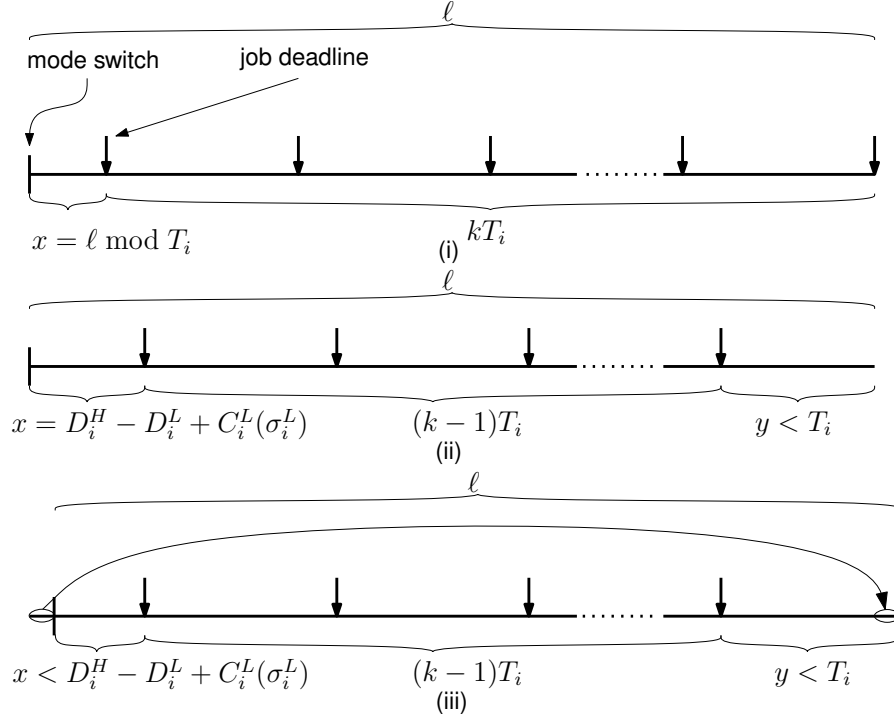 ℓ
mode switch
job deadline
x = ℓ mod T_i
kT_i
(i)
ℓ
x = D_i^H − D_i^L + C_i^L(σ_i^L)
(k − 1)T_i
y < T_i
(ii)
ℓ
x < D_i^H − D_i^L + C_i^L(σ_i^L)
(k − 1)T_i
y < T_i
(iii)